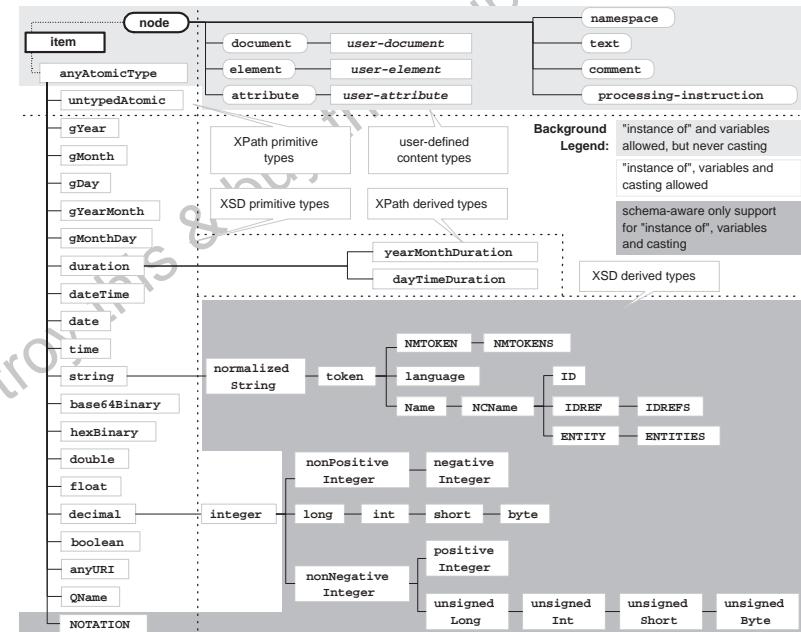 node
item
namespace
document
user-document
text
element
user-element
comment
anyAtomicType
attribute
user-attribute
processing-instruction
untypedAtomic
gYear
gMonth
gDay
gYearMonth
gMonthDay
duration
dateTime
date
time
string
base64Binary
hexBinary
double
float
decimal
boolean
anyURI
QName
NOTATION
XPath primitive
types
user-defined
content types
XSD primitive types
XPath derived types
Background
Legend:
"instance of" and variables
allowed, but never casting
"instance of", variables and
casting allowed
schema-aware only support
for "instance of", variables
and casting
yearMonthDuration
dayTimeDuration
XSD derived types
normalized
String
token
NMTOKEN
NMTOKENS
language
Name
NCName
ID
IDREF
IDREFS
ENTITY
ENTITIES
integer
nonPositive
Integer
negative
Integer
long
int
short
byte
nonNegative
Integer
positive
Integer
unsigned
Long
unsigned
Int
unsigned
Short
unsigned
Byte